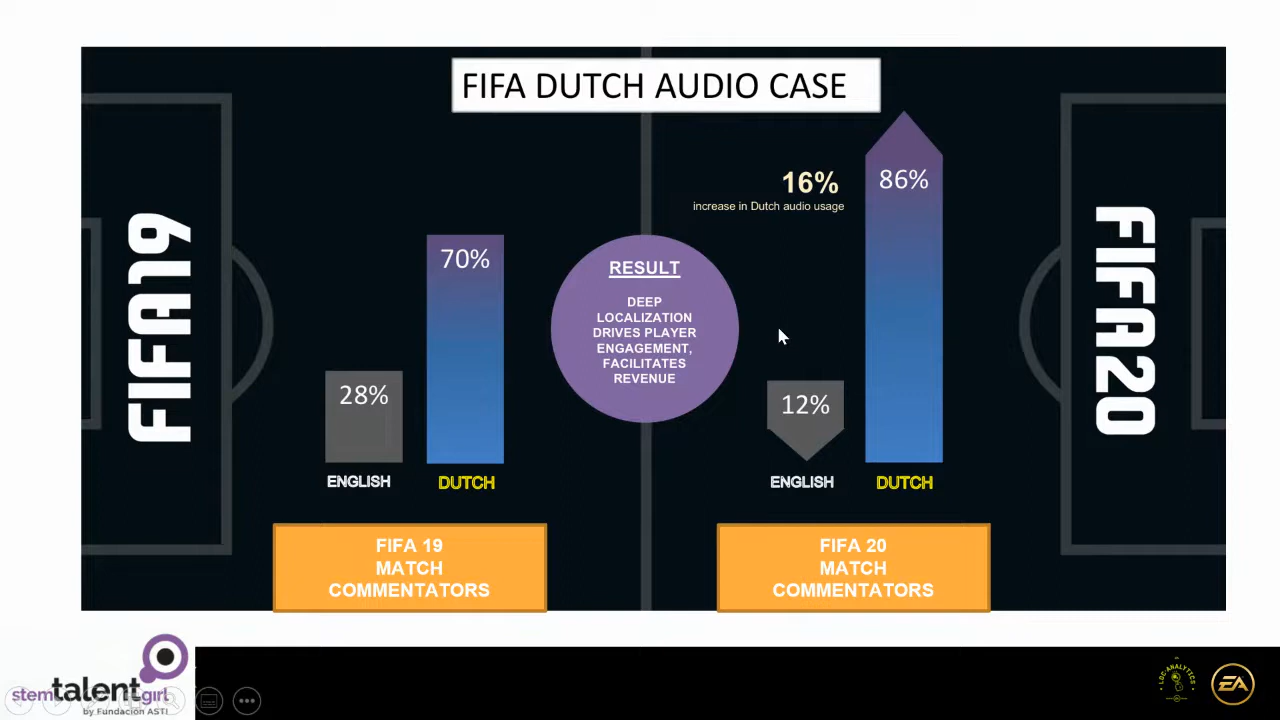 FIFA DUTCH AUDIO CASE
FIFA19
28%
ENGLISH
70%
DUTCH
FIFA 19
MATCH
COMMENTATORS
RESULT
DEEP
LOCALIZATION
DRIVES PLAYER
ENGAGEMENT,
FACILITATES
REVENUE
16%
increase in Dutch audio usage
12%
ENGLISH
86%
DUTCH
FIFA 20
MATCH
COMMENTATORS
FIFA20
stemtalentgirl
by Fundación ASTI
LOC·ANALYTICS
EA